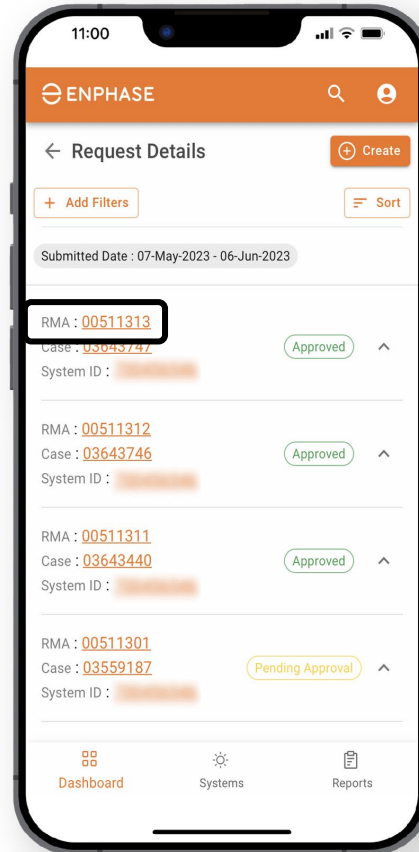 11:00
ENPHASE
Request Details
Create
+ Add Filters
Sort
Submitted Date : 07-May-2023 - 06-Jun-2023
RMA : 00511313
Case : 03643747
Approved
System ID :
RMA : 00511312
Case : 03643746
Approved
System ID :
RMA : 00511311
Case : 03643440
Approved
System ID :
RMA : 00511301
Case : 03559187
Pending Approval
System ID :
Dashboard
Systems
Reports